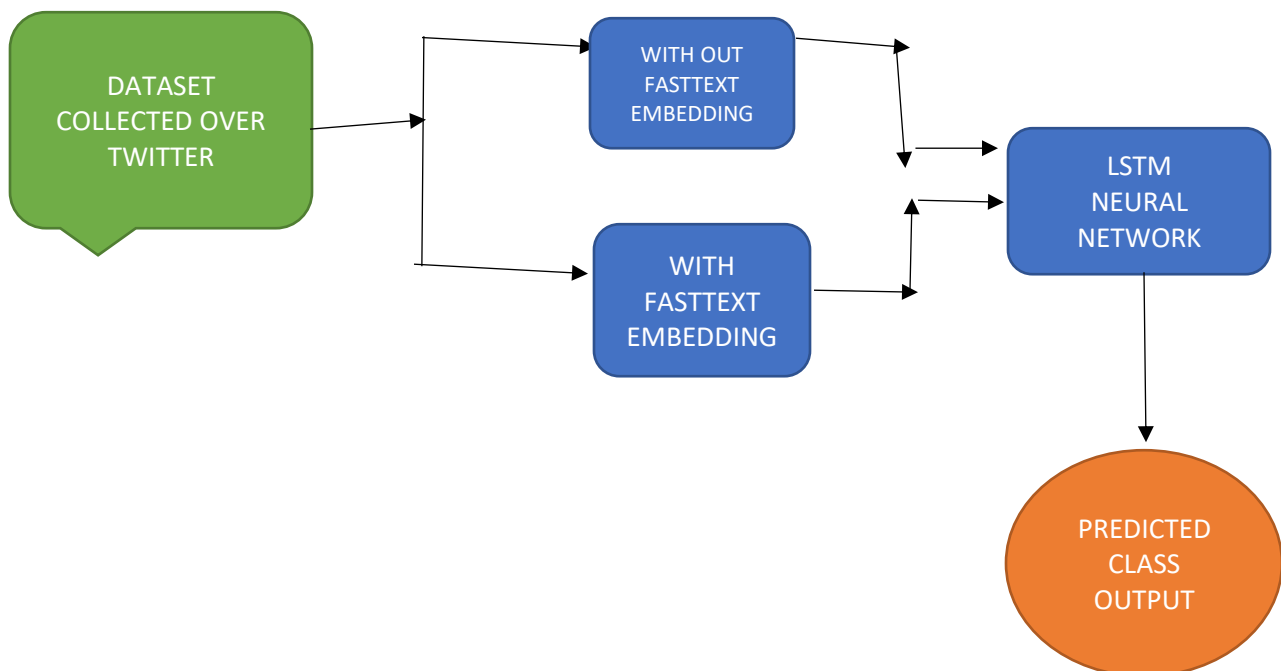 DATASET
COLLECTED OVER
TWITTER
WITH OUT
FASTTEXT
EMBEDDING
WITH
FASTTEXT
EMBEDDING
LSTM
NEURAL
NETWORK
PREDICTED
CLASS
OUTPUT